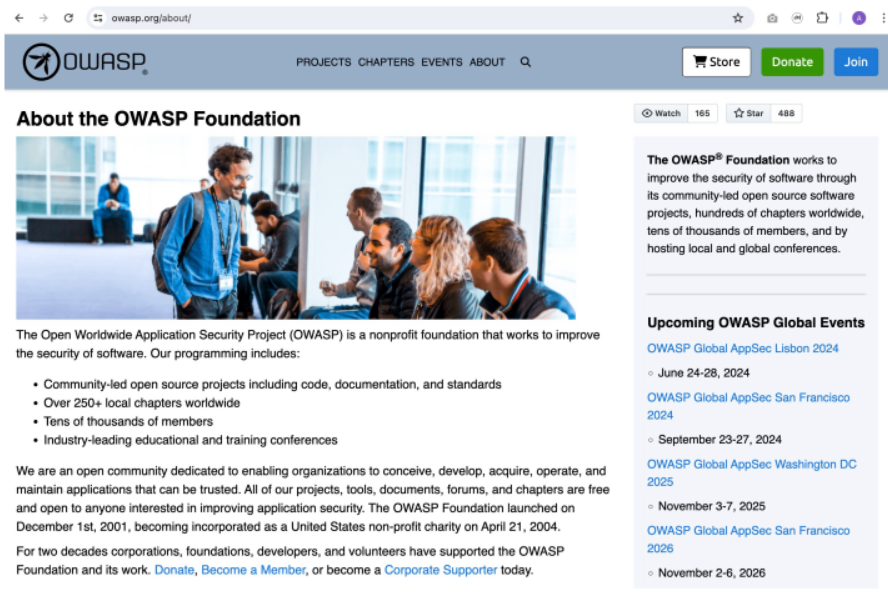 owasp.org/about/
A
OWASP
PROJECTS CHAPTERS EVENTS ABOUT
Store
Donate
Join
About the OWASP Foundation
The Open Worldwide Application Security Project (OWASP) is a nonprofit foundation that works to improve
the security of software. Our programming includes:
• Community-led open source projects including code, documentation, and standards
• Over 250+ local chapters worldwide
• Tens of thousands of members
• Industry-leading educational and training conferences
We are an open community dedicated to enabling organizations to conceive, develop, acquire, operate, and
maintain applications that can be trusted. All of our projects, tools, documents, forums, and chapters are free
and open to anyone interested in improving application security. The OWASP Foundation launched on
December 1st, 2001, becoming incorporated as a United States non-profit charity on April 21, 2004.
For two decades corporations, foundations, developers, and volunteers have supported the OWASP
Foundation and its work. Donate, Become a Member, or become a Corporate Supporter today.
Watch 165 Star 488
The OWASP® Foundation works to
improve the security of software through
its community-led open source software
projects, hundreds of chapters worldwide,
tens of thousands of members, and by
hosting local and global conferences.
Upcoming OWASP Global Events
OWASP Global AppSec Lisbon 2024
◦ June 24-28, 2024
OWASP Global AppSec San Francisco
2024
◦ September 23-27, 2024
OWASP Global AppSec Washington DC
2025
◦ November 3-7, 2025
OWASP Global AppSec San Francisco
2026
◦ November 2-6, 2026